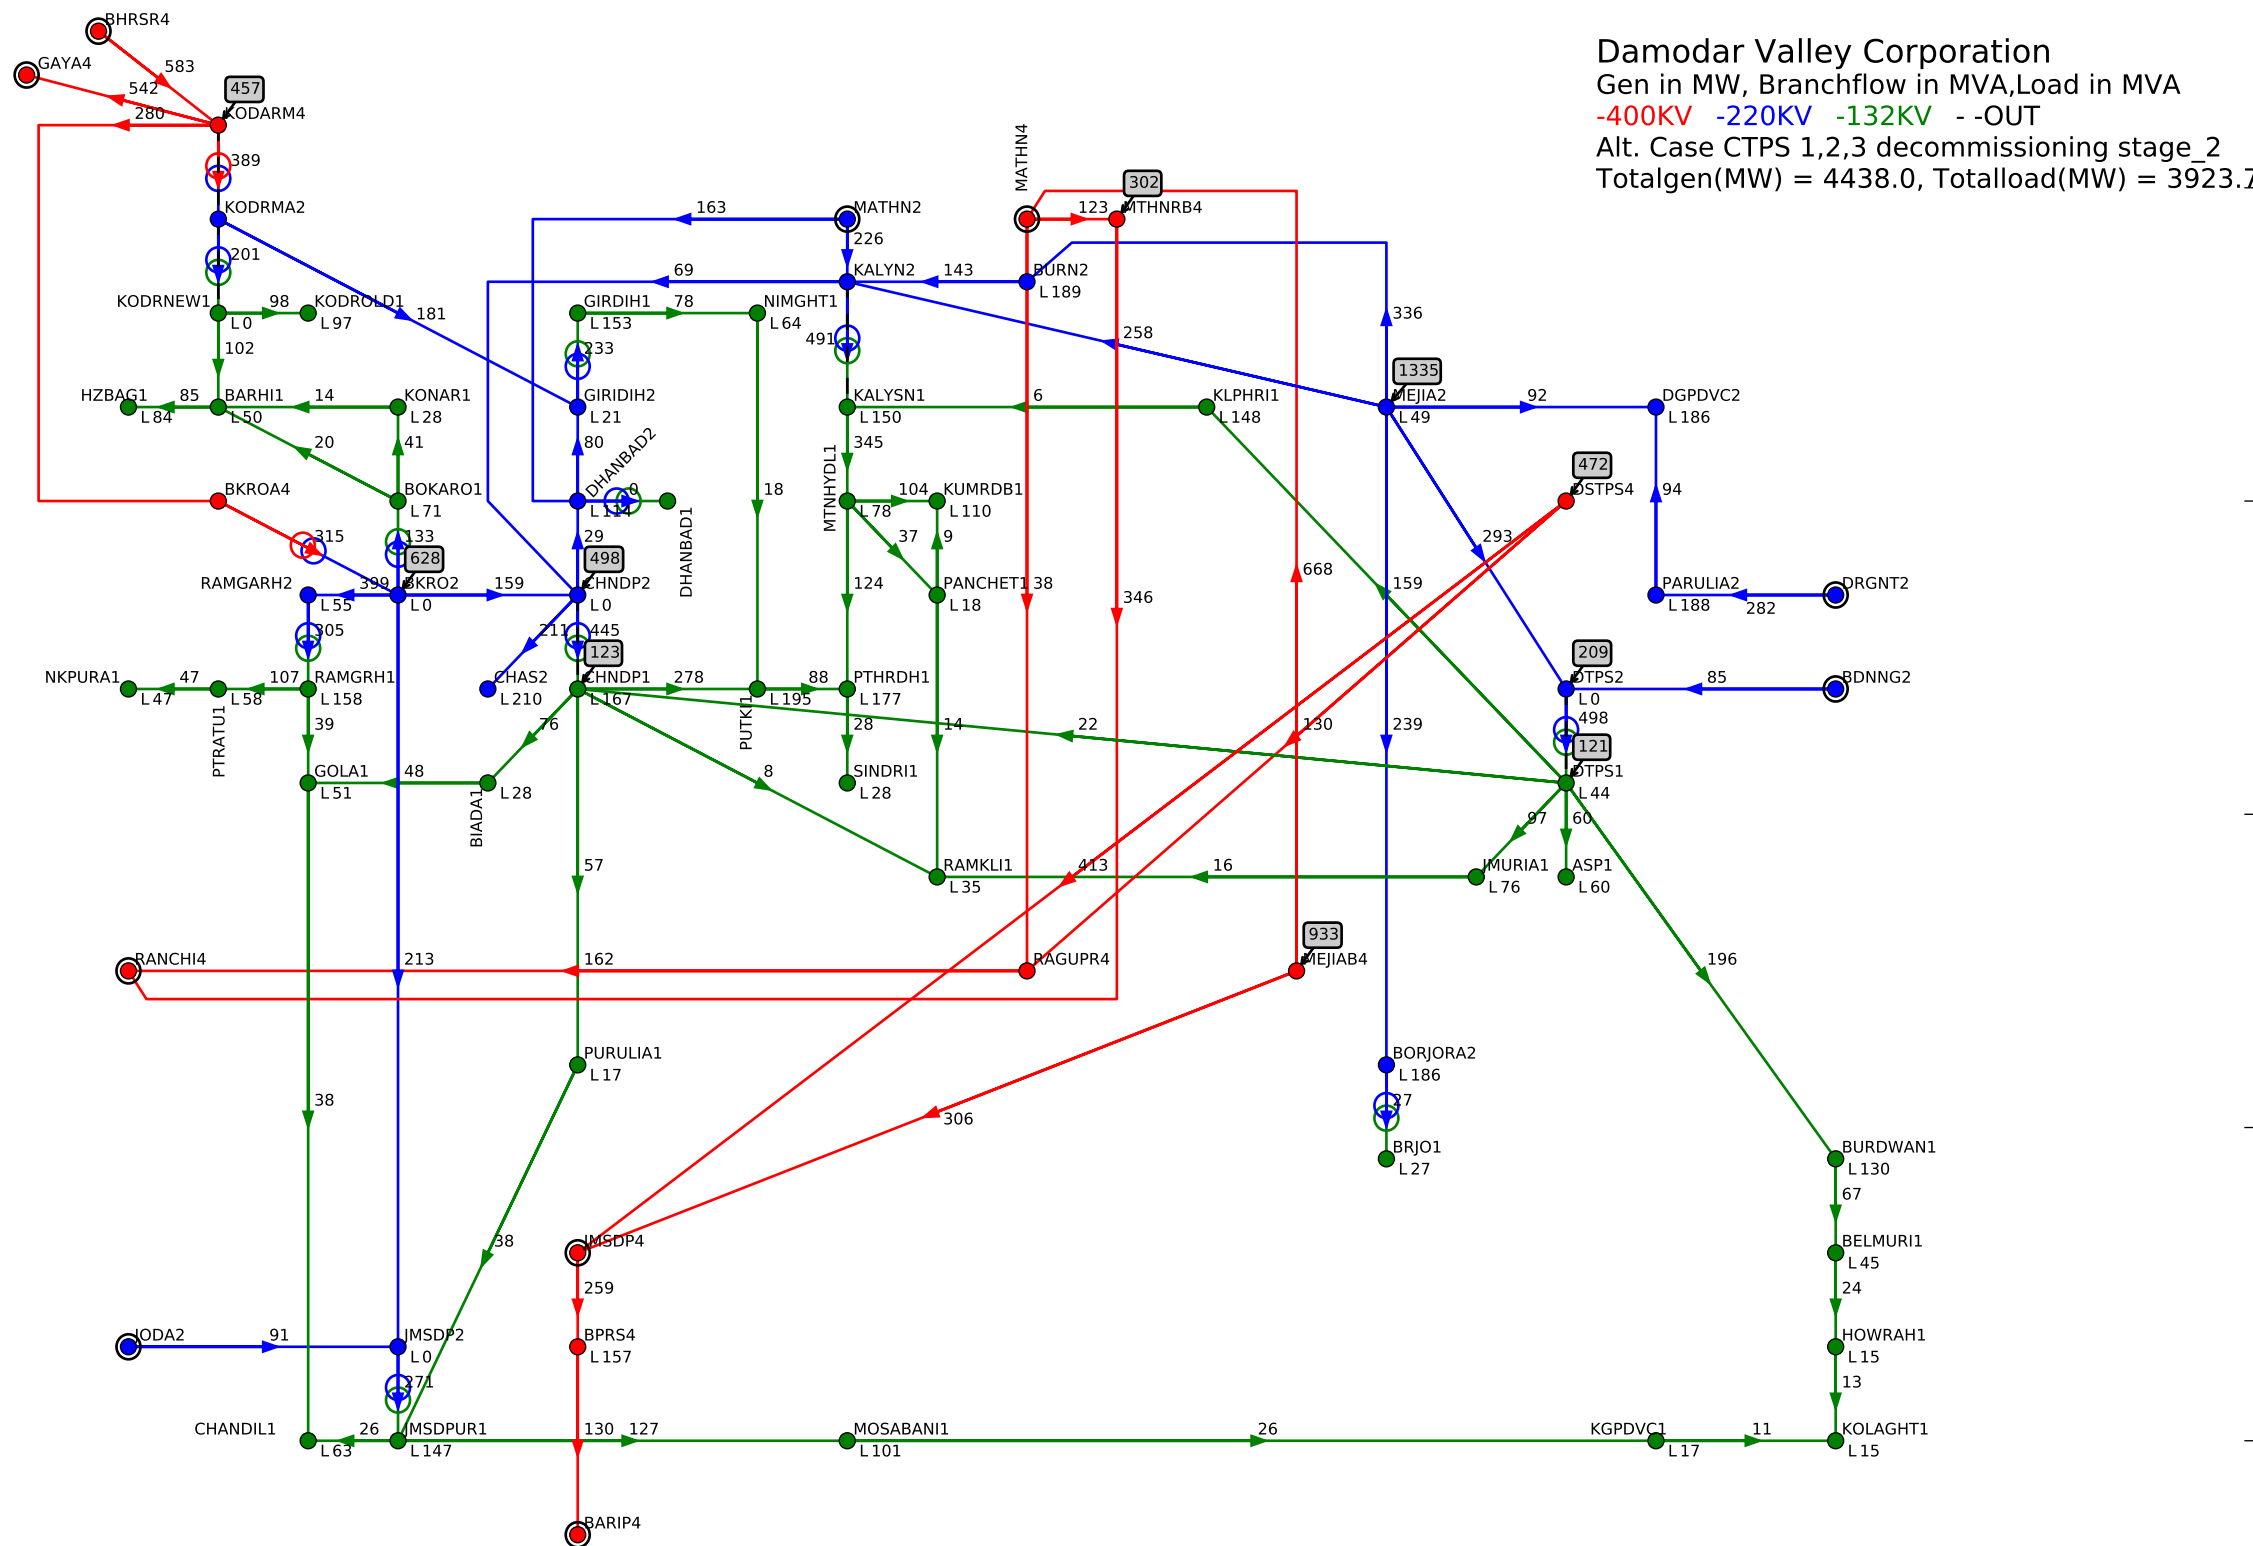 BHRSR4
Damodar Valley Corporation
GAYA4
583
Gen in MW, Branchflow in MVA,Load in MVA
542
457
-400KV -220KV -132KV - -OUT
280
KODARM4
Alt. Case CTPS 1,2,3 decommissioning stage_2
389
MATHN4
302
Totalgen(MW) = 4438.0, Totalload(MW) = 3923.7
KODRMA2
163
MATHN2
123
MTHNRB4
226
201
69
KALYN2
143
BURN2
L 189
KODRNEW1
98
KODROLD1
181
GIRDIH1
78
NIMGHT1
L 0
L 97
L 153
L 64
336
102
233
491
258
1335
HZBAG1
85
BARHI1
14
KONAR1
GIRIDIH2
KALYSN1
6
KLPHRI1
MEJIA2
92
DGPDVC2
L 84
L 50
L 28
L 21
L 150
L 148
L 49
L 186
20
41
80
DHANBAD2
345
472
BKROA4
BOKARO1
0
18
MTNHYDL1
104
KUMRDB1
DSTPS4
94
L 71
L 114
L 78
L 110
315
133
29
DHANBAD1
37
9
293
628
498
668
RAMGARH2
399
BKRO2
159
CHNDP2
124
PANCHET1
38
346
159
PARULIA2
DRGNT2
L 55
L 0
L 0
L 18
L 188
282
305
211
445
123
209
NKPURA1
47
107
RAMGRH1
CHAS2
CHNDP1
278
88
PTHRDH1
DTPS2
85
BDNNG2
L 47
L 58
L 158
L 210
L 167
L 195
L 177
L 0
PTRATU1
39
76
PUTKI1
28
14
22
130
239
498
121
GOLA1
48
8
SINDRI1
DTPS1
L 51
BIADA1
L 28
L 28
L 44
97
60
57
RAMKLI1
413
16
JMURIA1
ASP1
L 35
L 76
L 60
933
RANCHI4
213
162
RAGUPR4
MEJIAB4
196
PURULIA1
BORJORA2
L 17
L 186
38
306
27
BRJO1
BURDWAN1
L 27
L 130
67
38
JMSDP4
BELMURI1
L 45
259
24
JODA2
91
JMSDP2
BPRS4
HOWRAH1
L 0
L 157
L 15
271
13
CHANDIL1
26
JMSDPUR1
130
127
MOSABANI1
26
KGPDVC1
11
KOLAGHT1
L 63
L 147
L 101
L 17
L 15
BARIP4